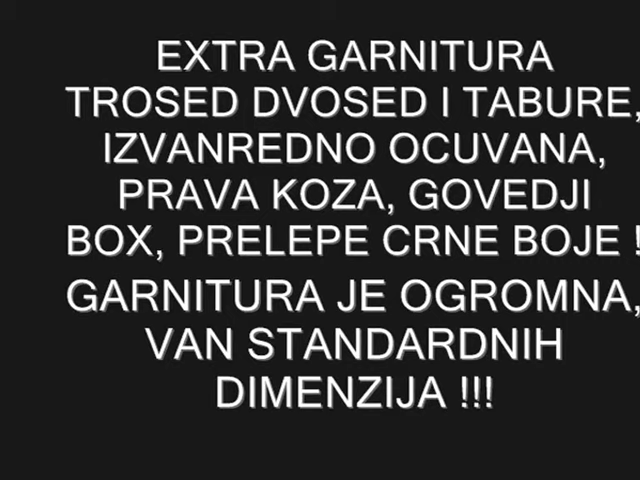 EXTRA GARNITURA
TROSED DVOSED I TABURE,
IZVANREDNO OCUVANA,
PRAVA KOZA, GOVEDJI
BOX, PRELEPE CRNE BOJE !
GARNITURA JE OGROMNA,
VAN STANDARDNIH
DIMENZIJA !!!